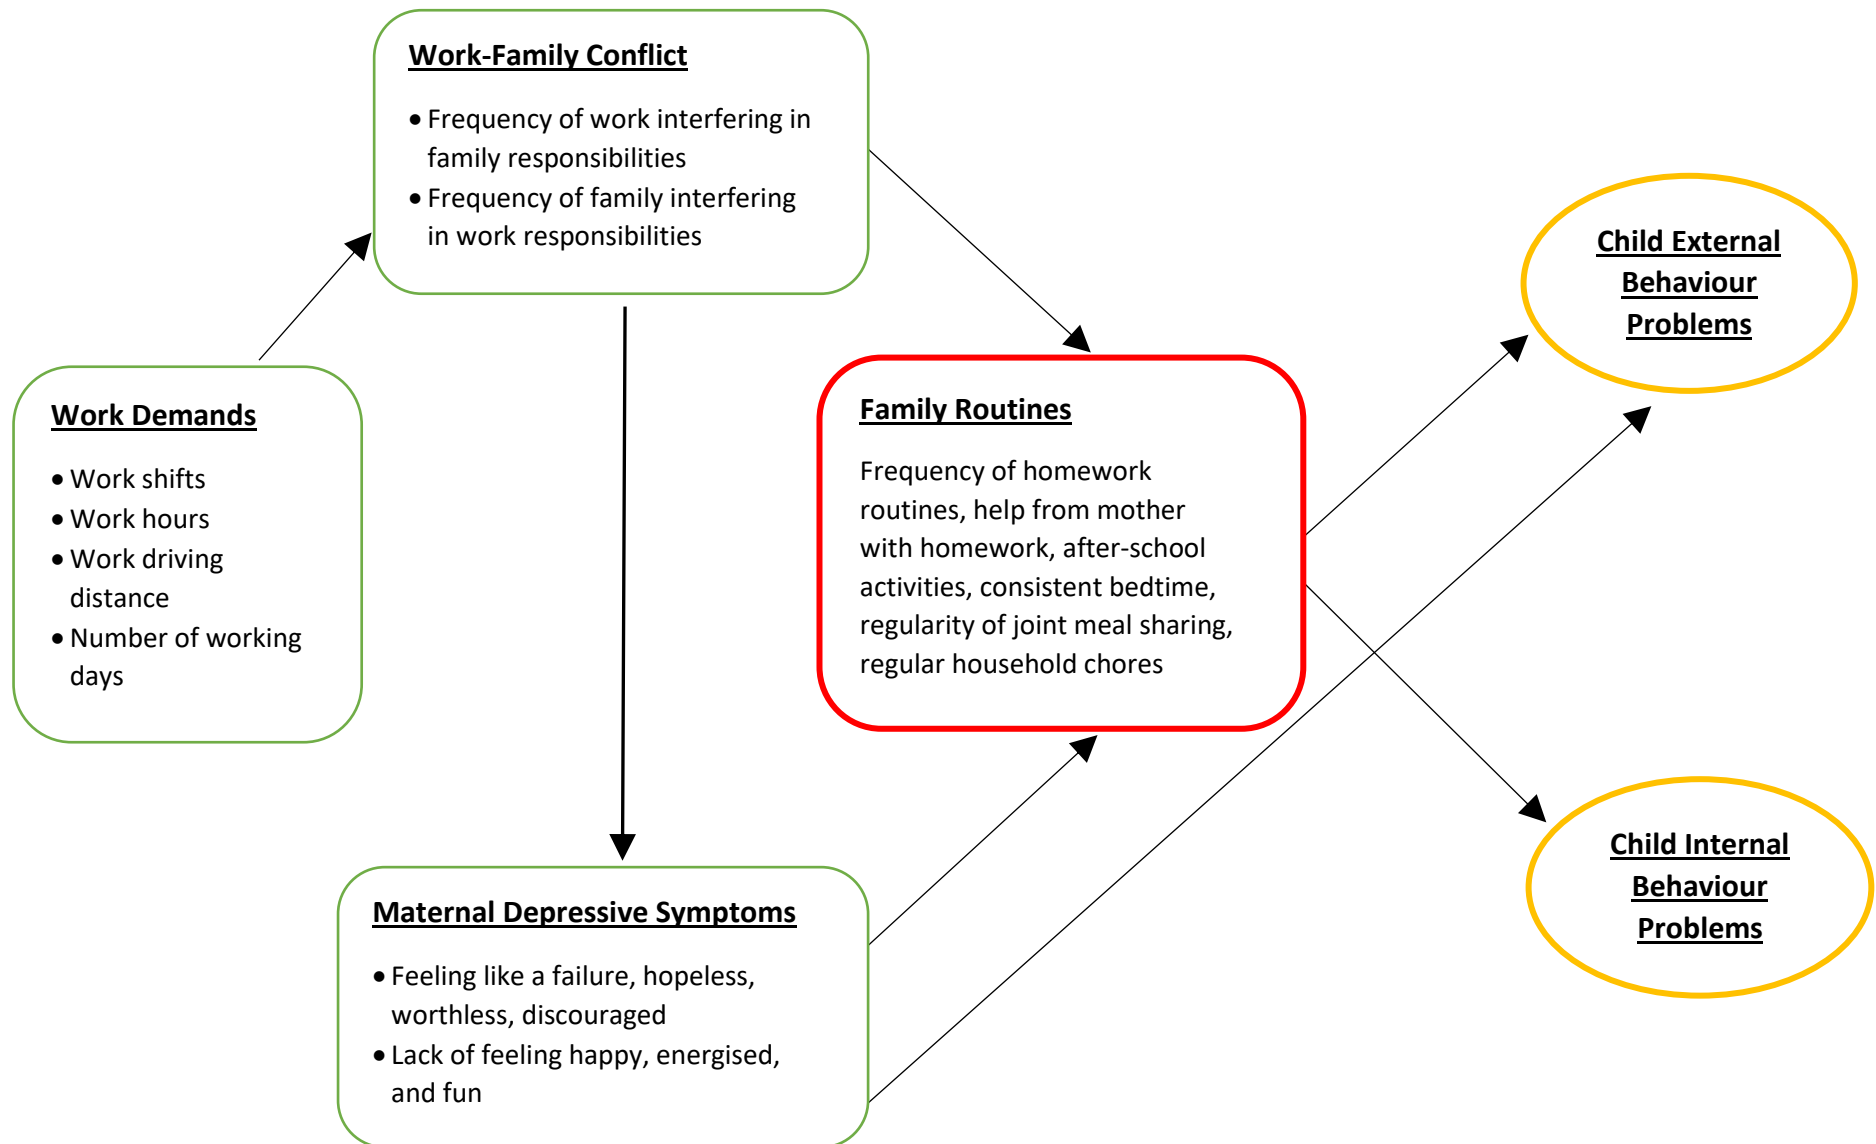 Work-Family Conflict
• Frequency of work interfering in
family responsibilities
• Frequency of family interfering
in work responsibilities
Work Demands
• Work shifts
• Work hours
• Work driving
distance
• Number of working
days
Family Routines
Frequency of homework
routines, help from mother
with homework, after-school
activities, consistent bedtime,
regularity of joint meal sharing,
regular household chores
Maternal Depressive Symptoms
• Feeling like a failure, hopeless,
worthless, discouraged
• Lack of feeling happy, energised,
and fun
Child External
Behaviour
Problems
Child Internal
Behaviour
Problems